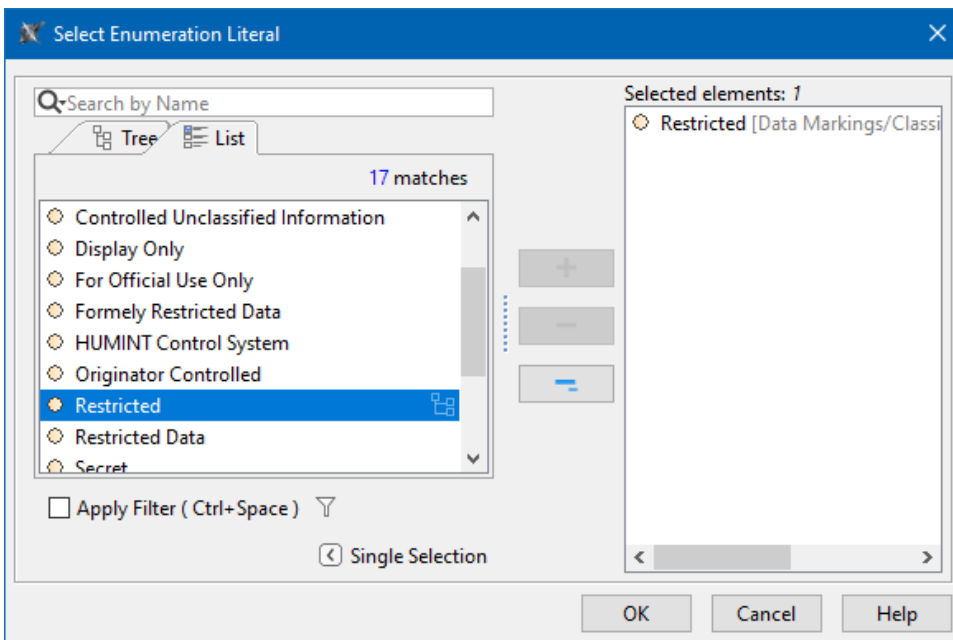 Select Enumeration Literal
Search by Name
Tree
List
17 matches
Controlled Unclassified Information
Display Only
For Official Use Only
Formely Restricted Data
HUMINT Control System
Originator Controlled
Restricted
Restricted Data
Secret
Apply Filter ( Ctrl+Space )
Single Selection
Selected elements: 1
Restricted [Data Markings/Classi
OK
Cancel
Help